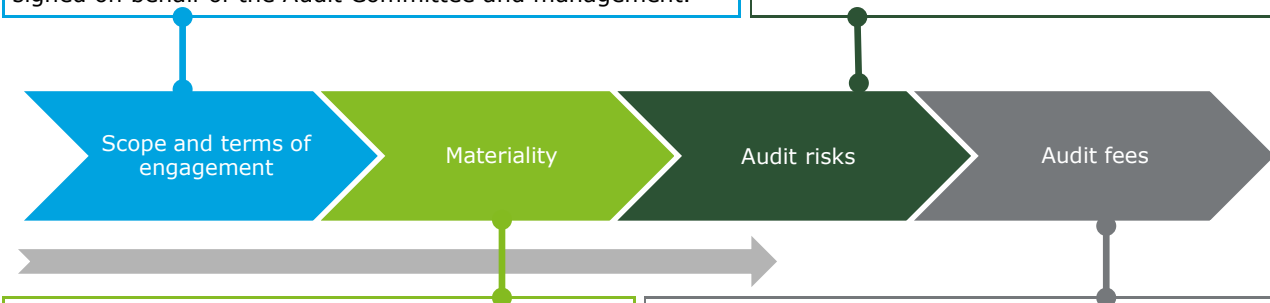 signed on behalf of the Audit Committee and management.
Scope and terms of
engagement
Materiality
Audit risks
Audit fees